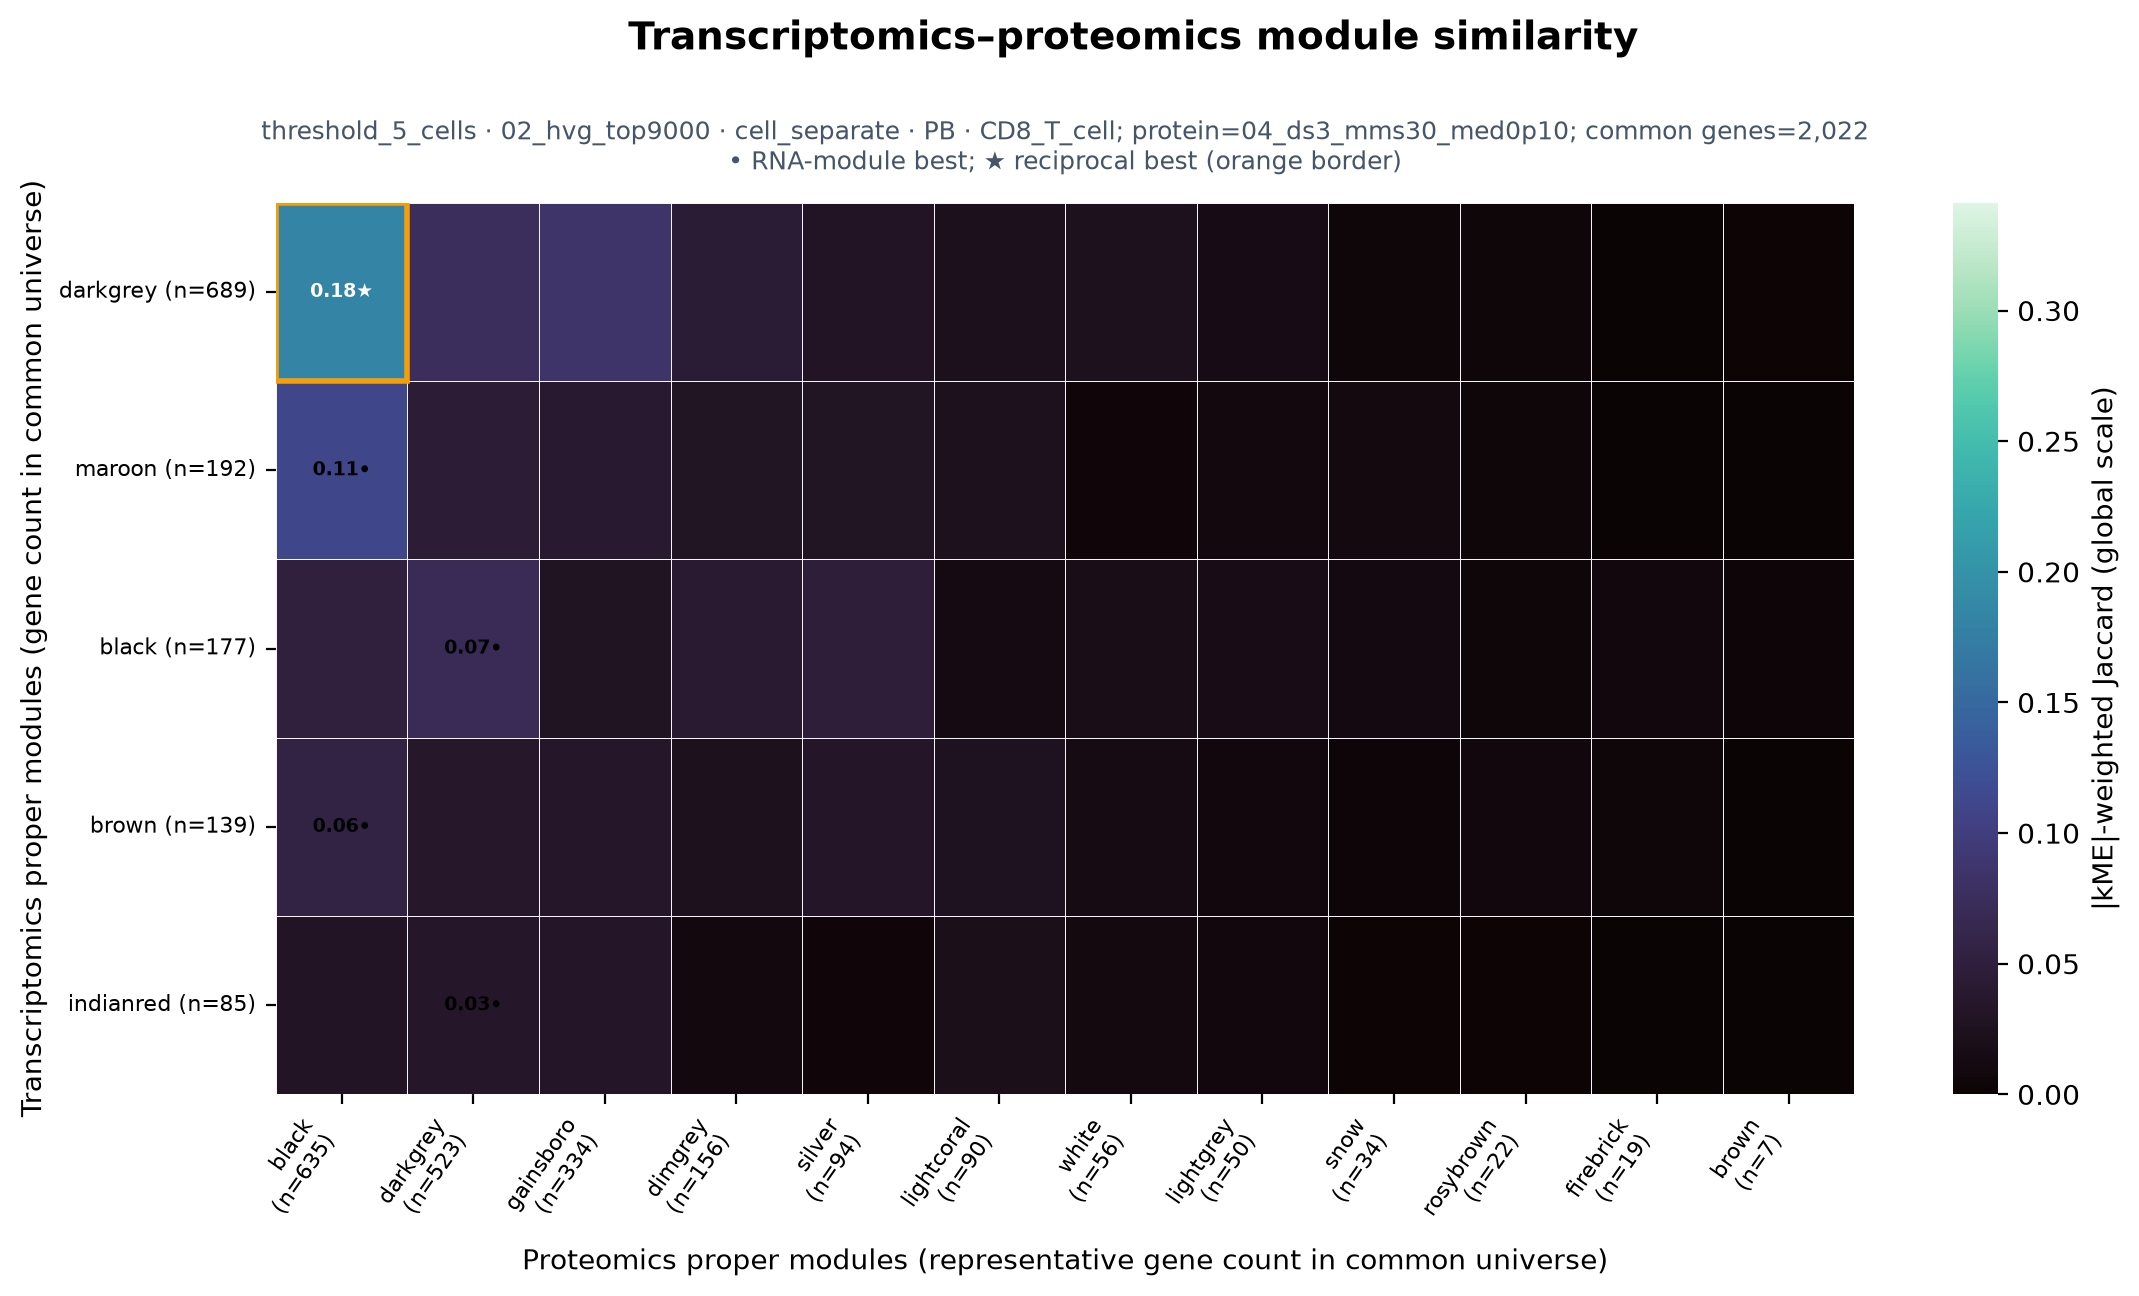 Transcriptomics–proteomics module similarity
threshold_5_cells · 02_hvg_top9000 · cell_separate · PB · CD8_T_cell; protein=04_ds3_mms30_med0p10; common genes=2,022
• RNA-module best; ★ reciprocal best (orange border)
Transcriptomics proper modules (gene count in common universe)
darkgrey (n=689)
maroon (n=192)
black (n=177)
brown (n=139)
indianred (n=85)
0.18★
0.11•
0.07•
0.06•
0.03•
black
(n=635)
darkgrey
(n=523)
gainsboro
(n=334)
dimgrey
(n=156)
silver
(n=94)
lightcoral
(n=90)
white
(n=56)
lightgrey
(n=50)
snow
(n=34)
rosybrown
(n=22)
firebrick
(n=19)
brown
(n=7)
Proteomics proper modules (representative gene count in common universe)
0.30
0.25
0.20
0.15
0.10
0.05
0.00
|kME|-weighted Jaccard (global scale)